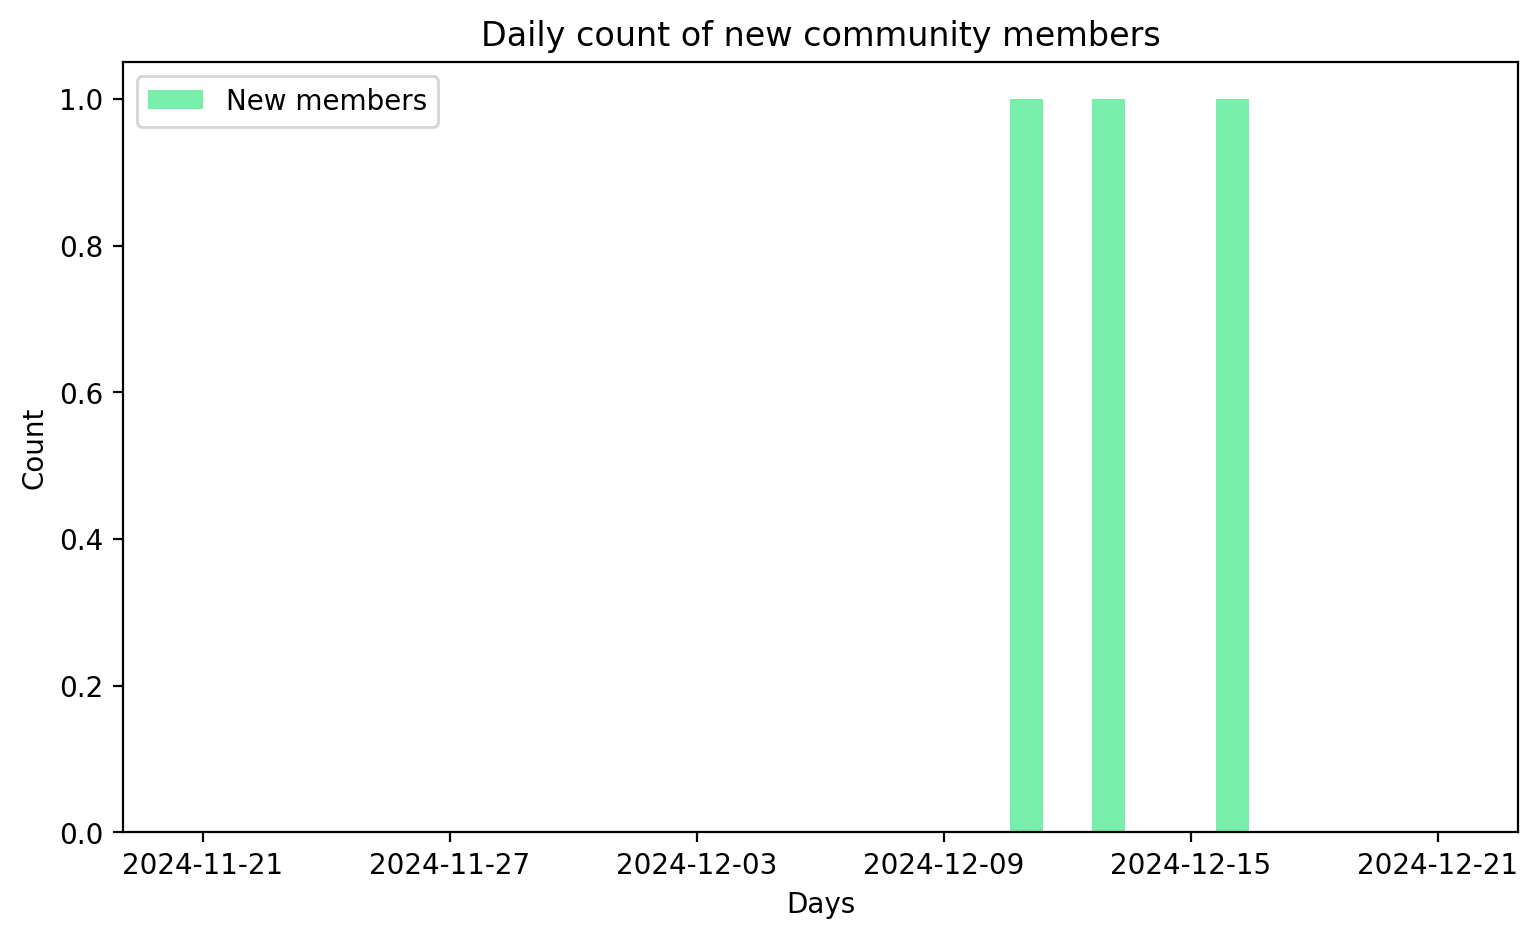 Daily count of new community members
New members
1.0
0.8
0.6
0.4
0.2
0.0
Count
2024-11-21 2024-11-27 2024-12-03 2024-12-09 2024-12-15 2024-12-21
Days